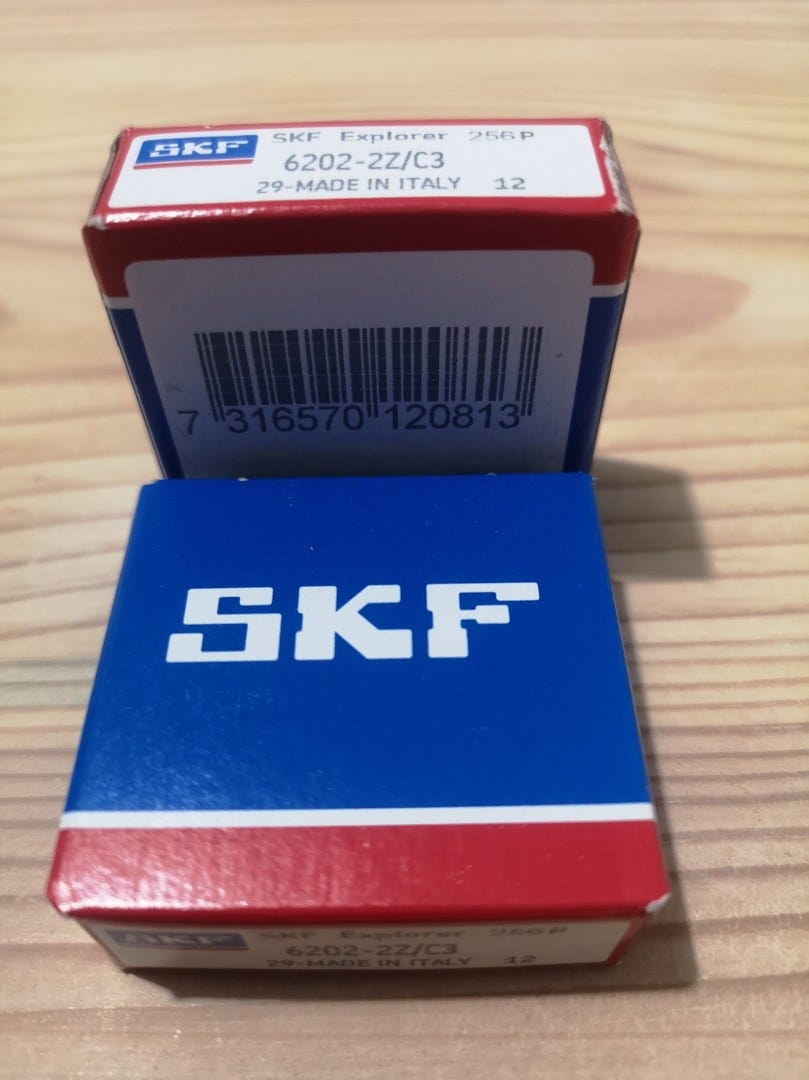 SKF
SKF Explorer 256P
6202-2Z/C3
29-MADE IN ITALY 12
7 316570 120813
SKF
SKF
SKF Explorer 256P
6202-2Z/C3
29-MADE IN ITALY 12